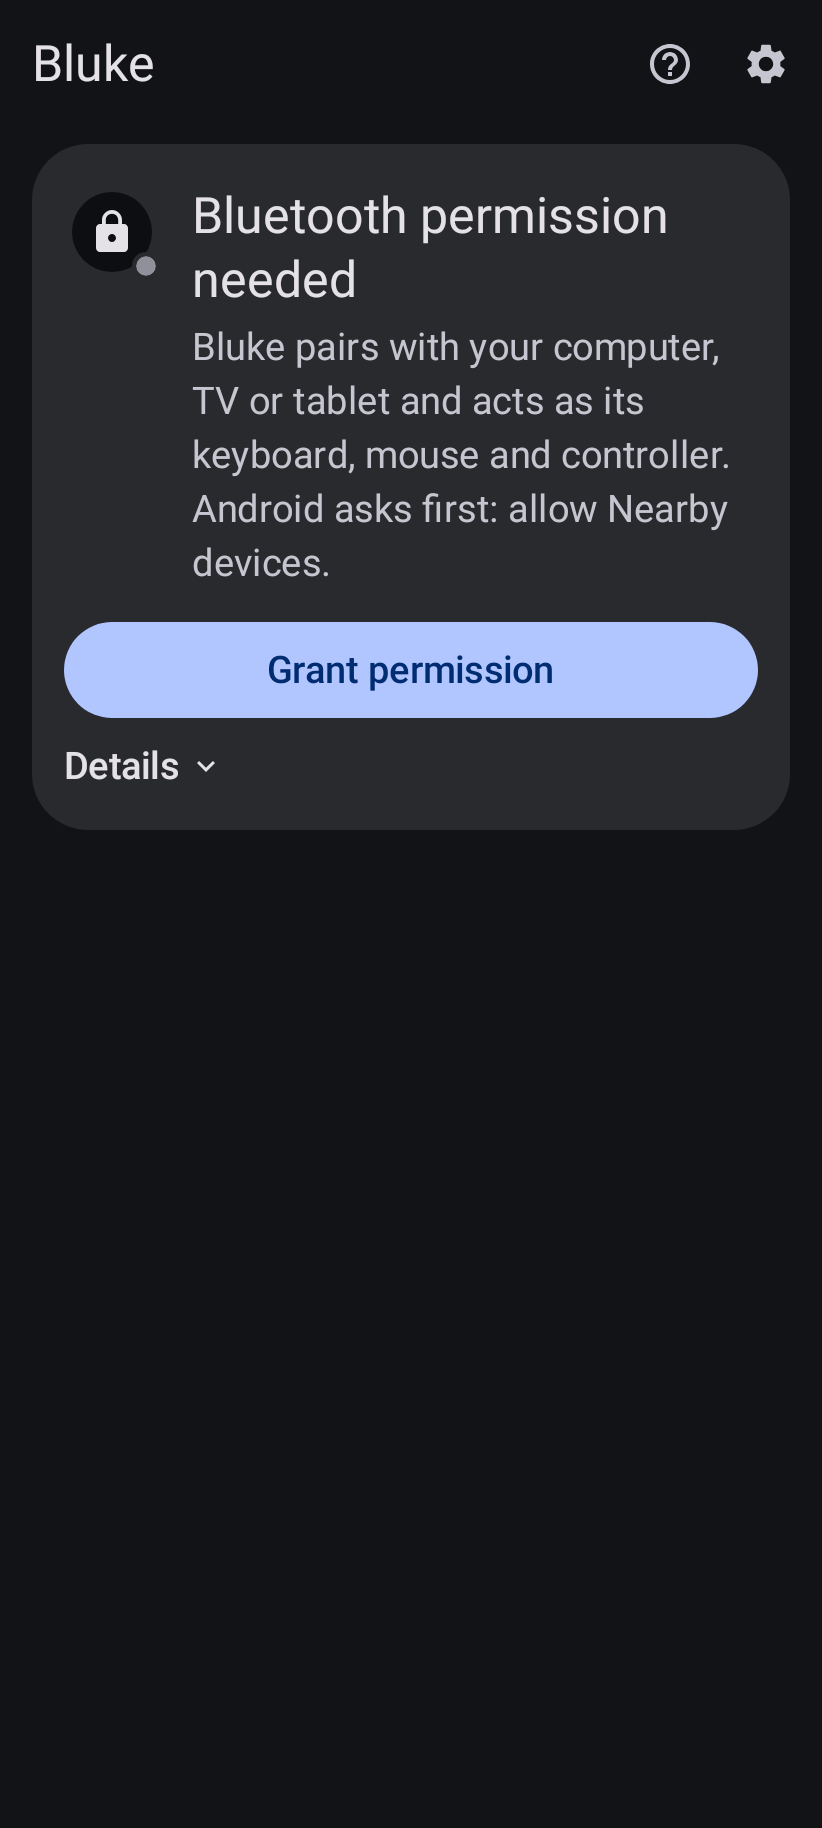 Bluke
Bluetooth permission
needed
Bluke pairs with your computer,
TV or tablet and acts as its
keyboard, mouse and controller.
Android asks first: allow Nearby
devices.
Grant permission
Details